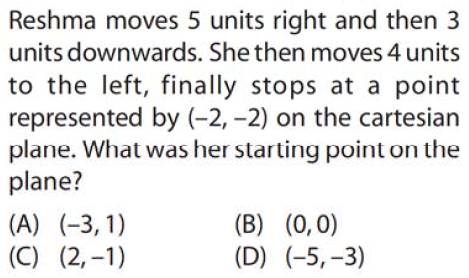 Reshma moves 5 units right and then 3
units downwards. She then moves 4 units
to the left, finally stops at a point
represented by (–2, –2) on the cartesian
plane. What was her starting point on the
plane?
(A) (–3, 1) (B) (0, 0)
(C) (2, –1) (D) (–5, –3)